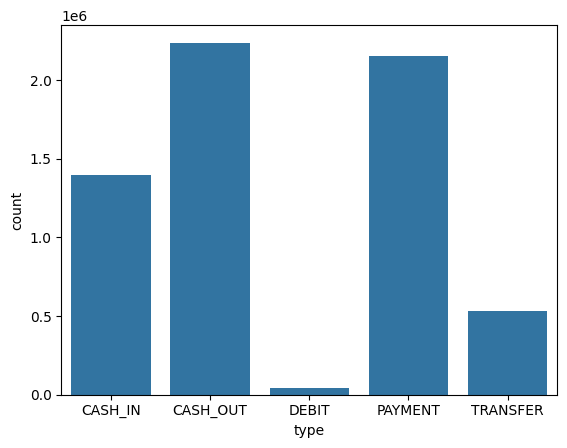 1e6
2.0
1.5
1.0
0.5
0.0
count
CASH_IN CASH_OUT DEBIT PAYMENT TRANSFER
type